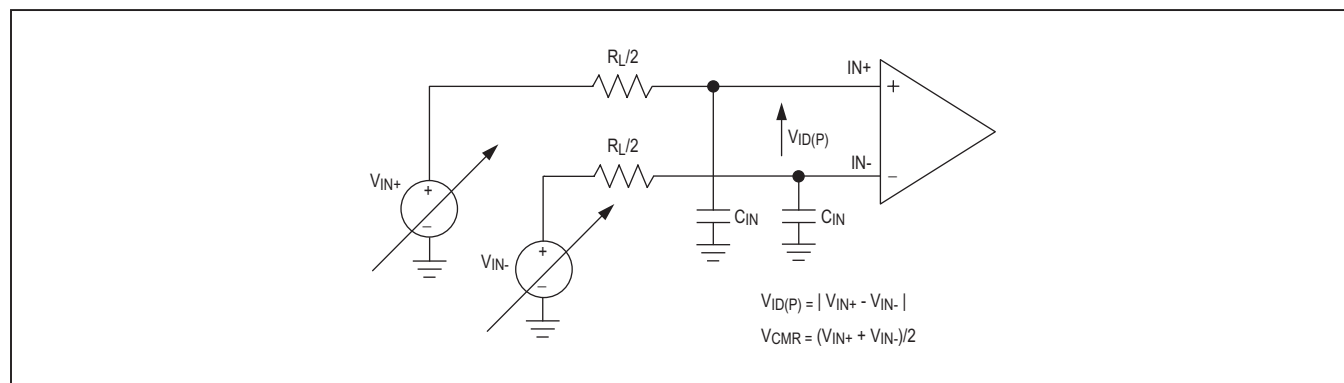 RL/2
IN+
+
VID(P)
RL/2
IN-
−
VIN+
+
−
CIN
CIN
VIN-
+
−
VID(P) = | VIN+ - VIN- |
VCMR = (VIN+ + VIN-)/2